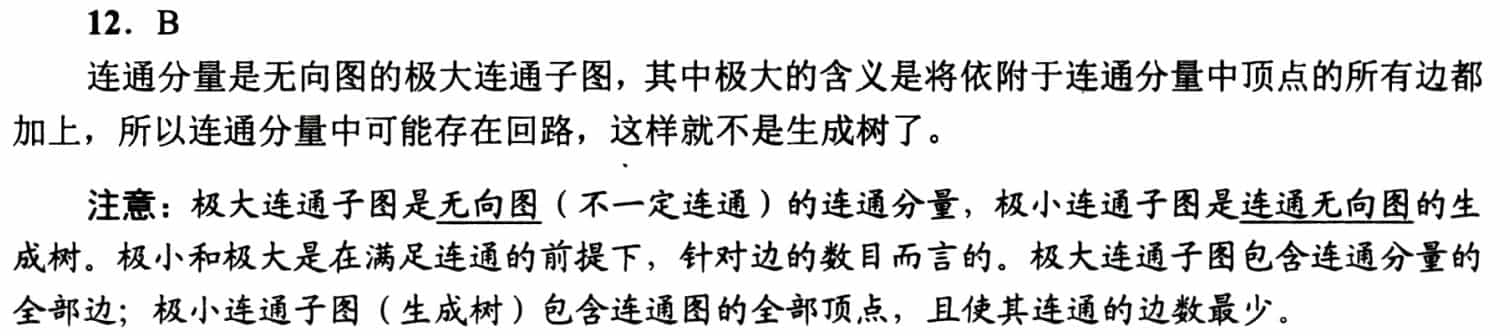 12. B
连通分量是无向图的极大连通子图，其中极大的含义是将依附于连通分量中顶点的所有边都
加上，所以连通分量中可能存在回路，这样就不是生成树了。
注意：极大连通子图是无向图（不一定连通）的连通分量，极小连通子图是连通无向图的生
成树。极小和极大是在满足连通的前提下，针对边的数目而言的。极大连通子图包含连通分量的
全部边；极小连通子图（生成树）包含连通图的全部顶点，且使其连通的边数最少。